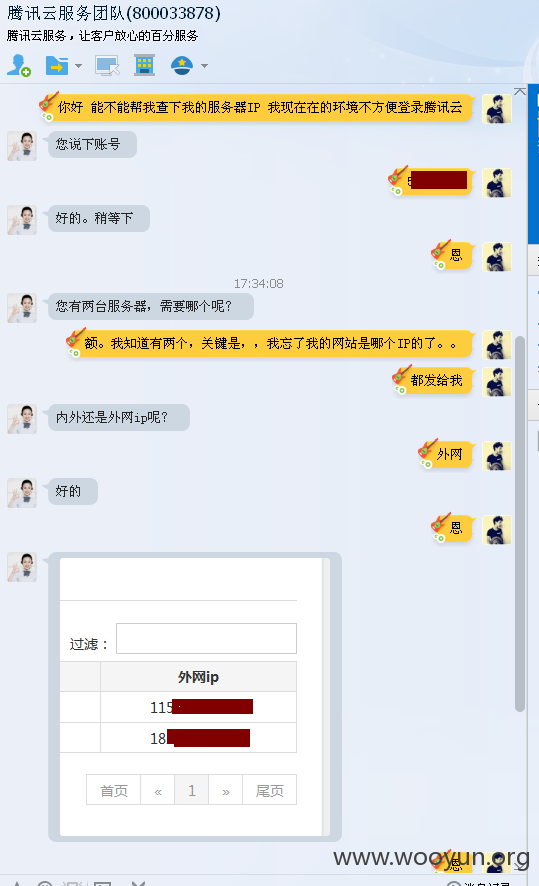 腾讯云服务团队(800033878)
腾讯云服务，让客户放心的百分服务
你好 能不能帮我查下我的服务器IP 我现在在的环境不方便登录腾讯云
您说下账号
好的。稍等下
恩
17:34:08
您有两台服务器，需要哪个呢？
额。我知道有两个，关键是，，我忘了我的网站是哪个IP的了。。
都发给我
内外还是外网ip呢？
外网
好的
恩
过滤：
外网ip
115
18
首页 « 1 » 尾页
www.wooyun.org
恩